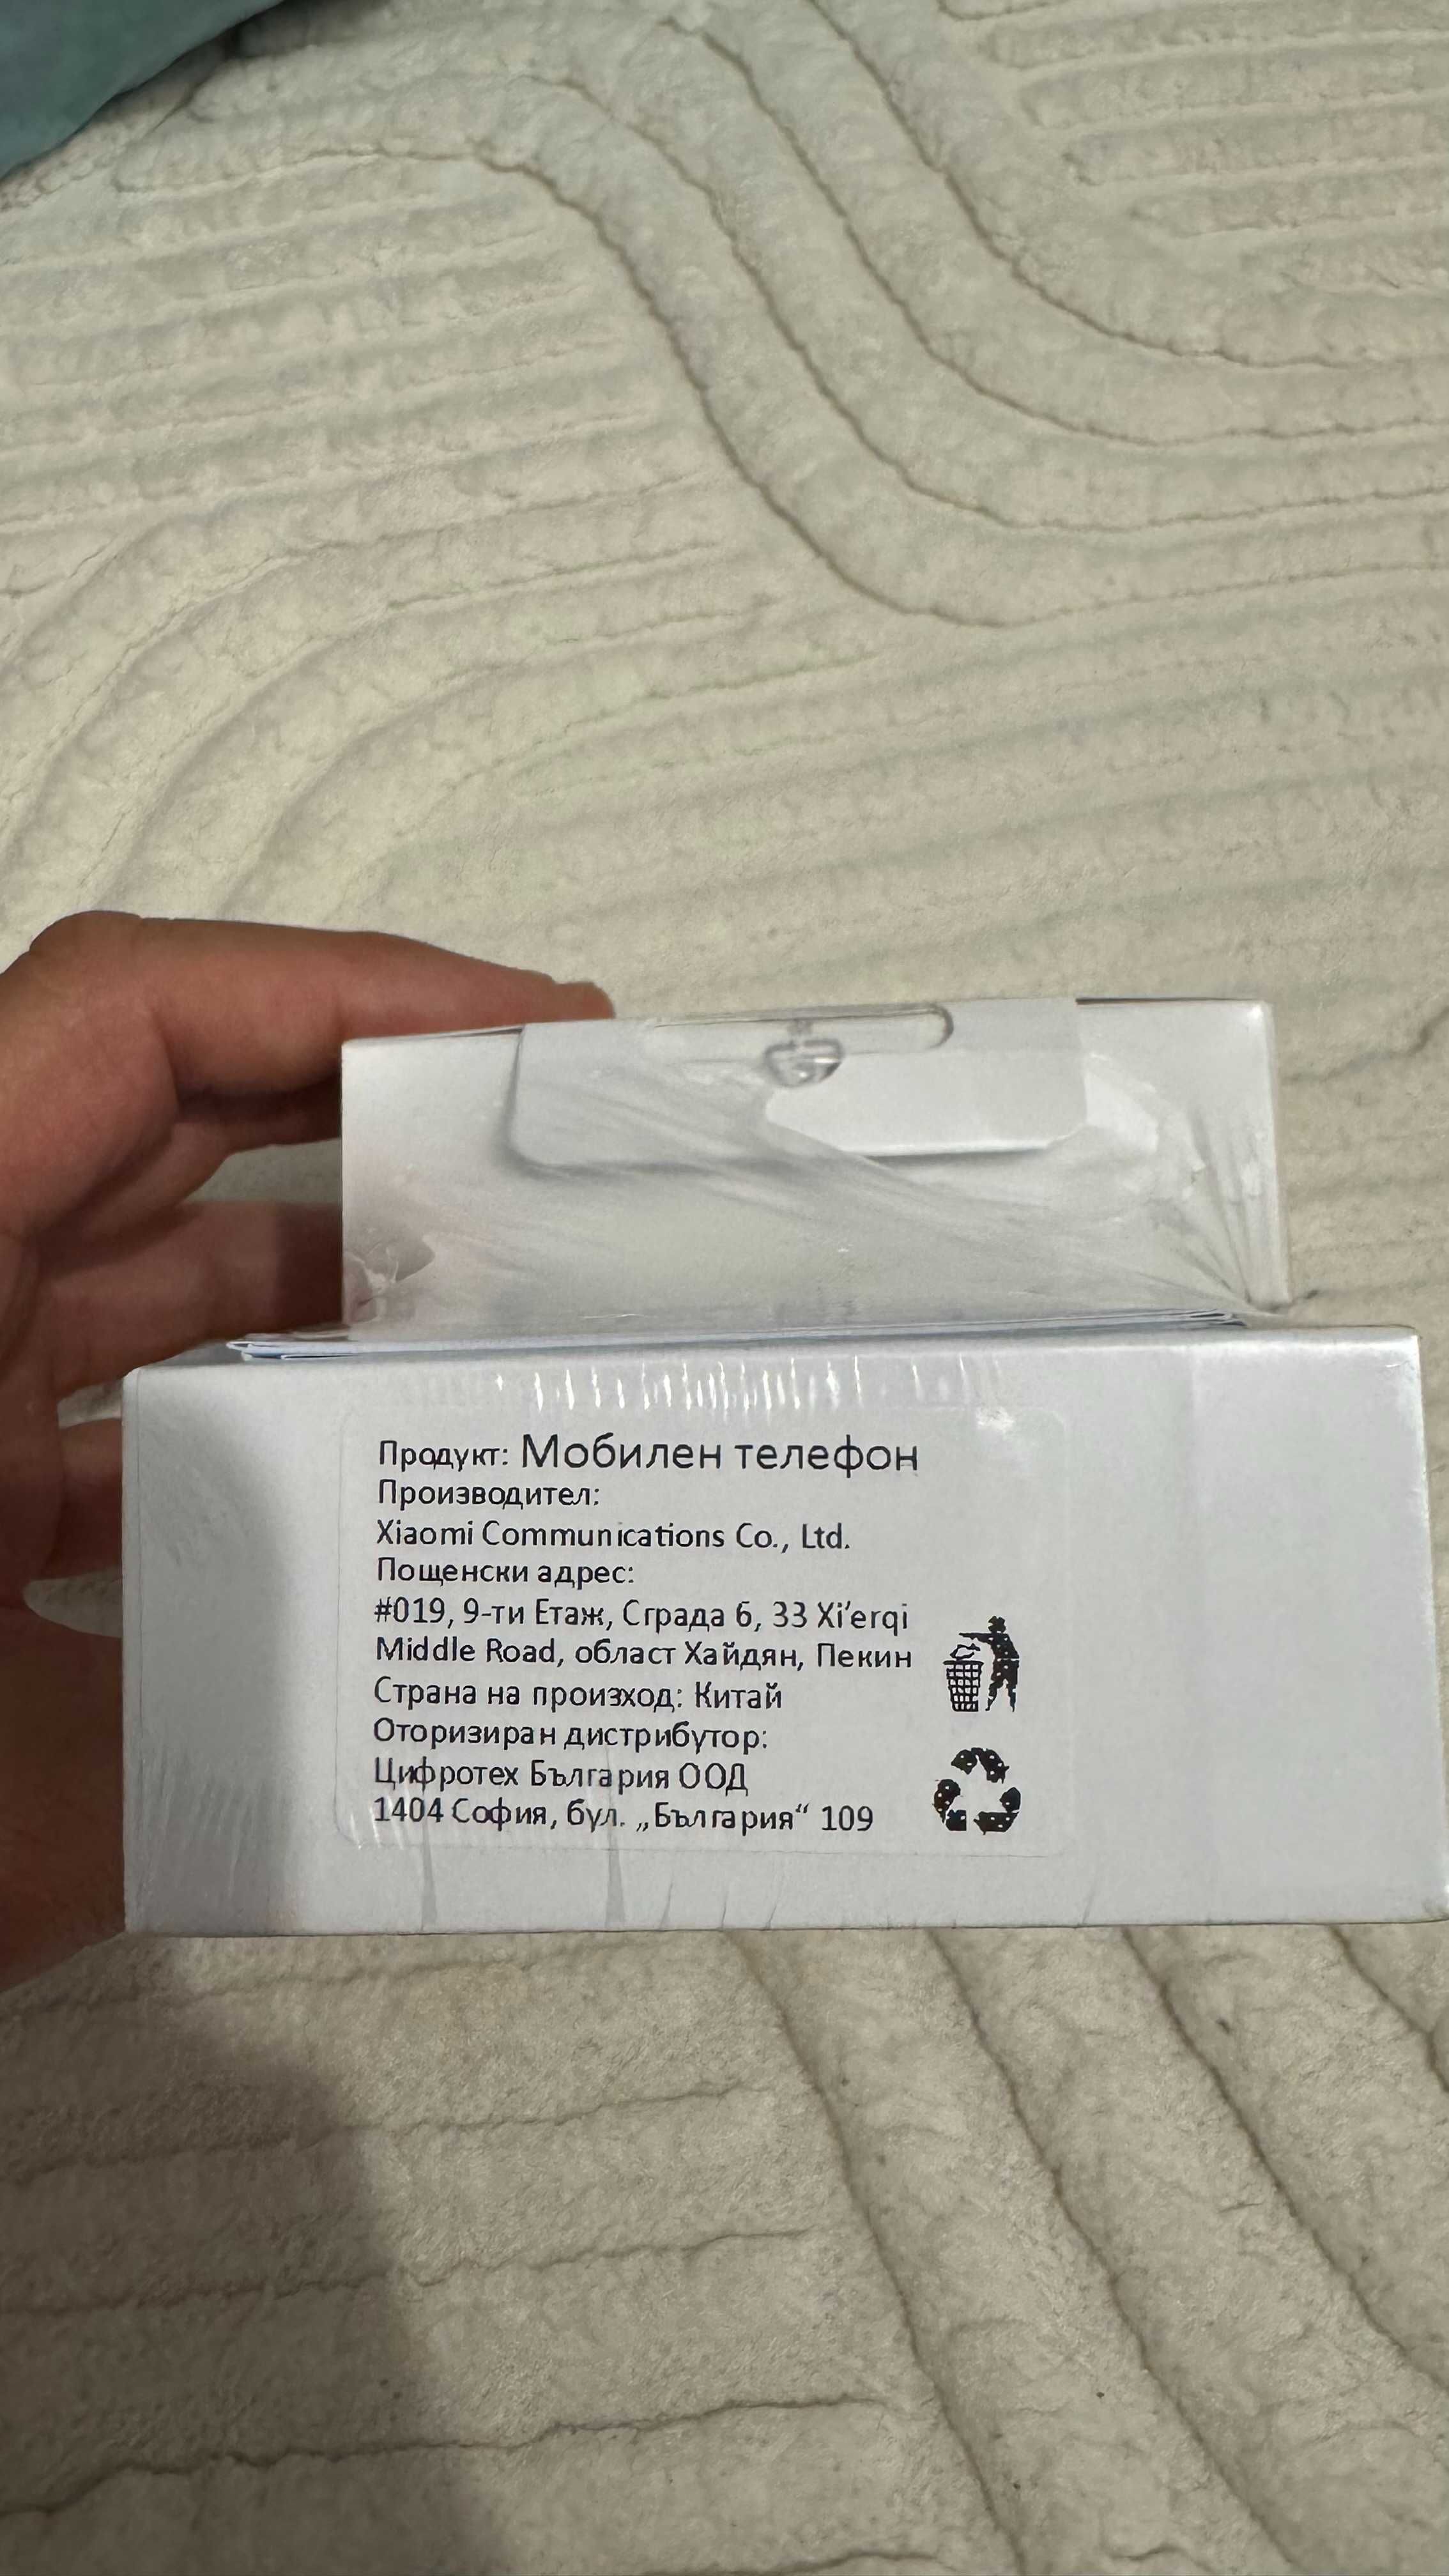 Продукт: Мобилен телефон
Производител:
Xiaomi Communications Co., Ltd.
Пощенски адрес:
#019, 9-ти Етаж, Сграда 6, 33 Xi’erqi
Middle Road, област Хайдян, Пекин
Страна на произход: Китай
Оторизиран дистрибутор:
Цифротех България ООД
1404 София, бул. „България“ 109